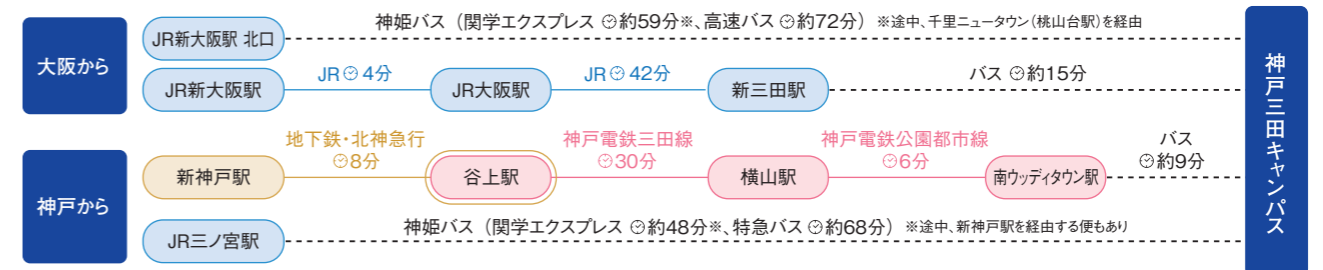 大阪から
JR新大阪駅 北口
神姫バス（関学エクスプレス 約59分※、高速バス 約72分）※途中、千里ニュータウン（桃山台駅）を経由
JR新大阪駅
JR 4分
JR大阪駅
JR 42分
新三田駅
バス 約15分
神戸から
新神戸駅
地下鉄・北神急行
8分
谷上駅
神戸電鉄三田線
30分
横山駅
神戸電鉄公園都市線
6分
南ウッディタウン駅
バス
約9分
JR三ノ宮駅
神姫バス（関学エクスプレス 約48分※、特急バス 約68分）※途中、新神戸駅を経由する便もあり
神戸三田キャンパス